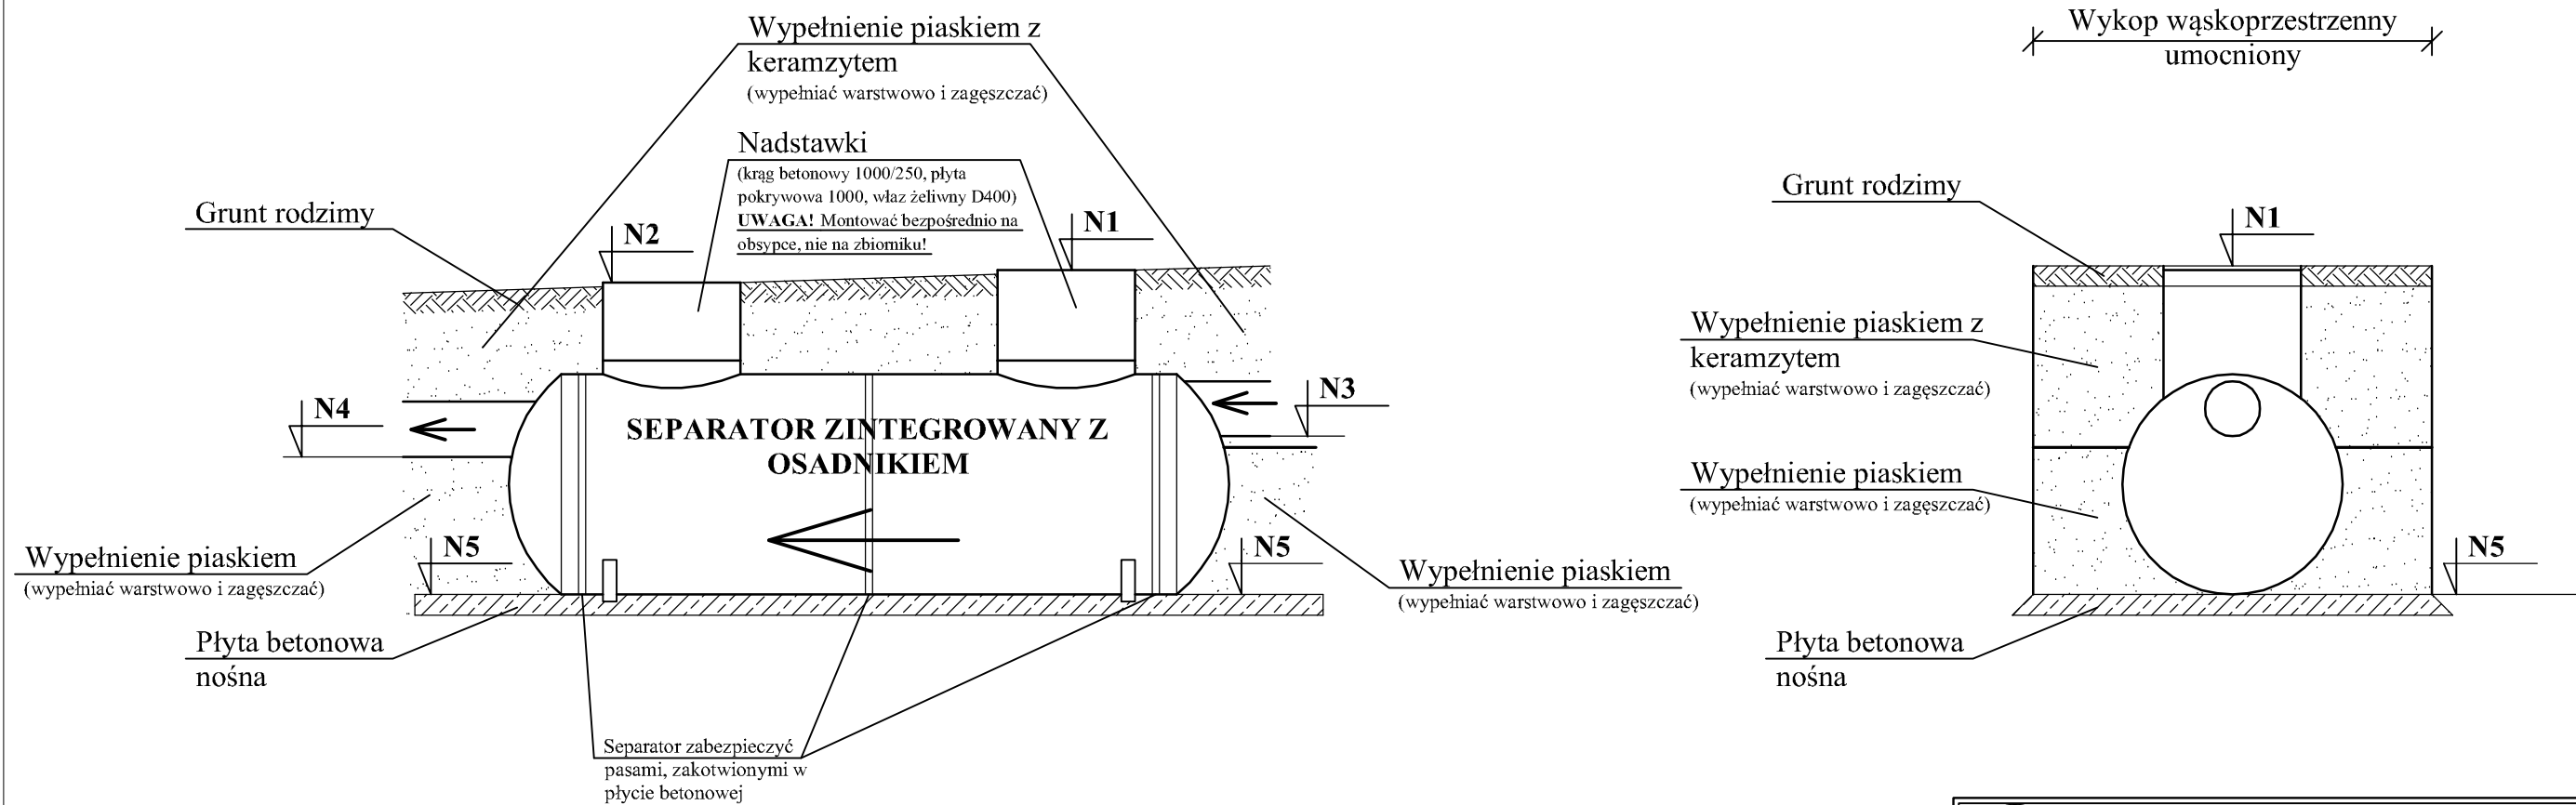 Wypełnienie piaskiem z
keramzytem
(wypełniać warstwowo i zagęszczać)
Nadstawki
(krąg betonowy 1000/250, płyta
pokrywowa 1000, właz żeliwny D400)
UWAGA! Montować bezpośrednio na
obsypce, nie na zbiorniku!
Grunt rodzimy
N2
N1
N4
N3
SEPARATOR ZINTEGROWANY Z
OSADNIKIEM
Wypełnienie piaskiem
(wypełniać warstwowo i zagęszczać)
N5
N5
Wypełnienie piaskiem
(wypełniać warstwowo i zagęszczać)
Płyta betonowa
nośna
Separator zabezpieczyć
pasami, zakotwionymi w
płycie betonowej
Wykop wąskoprzestrzenny
umocniony
Grunt rodzimy
N1
Wypełnienie piaskiem z
keramzytem
(wypełniać warstwowo i zagęszczać)
Wypełnienie piaskiem
(wypełniać warstwowo i zagęszczać)
N5
Płyta betonowa
nośna